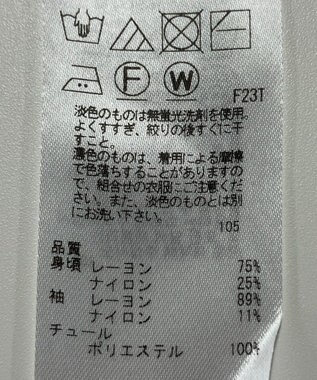 F W F23T
淡色のものは無蛍光洗剤を使用。
よくすすぎ、絞りの後すぐに干
すこと。
濃色のものは、着用による摩擦
で色落ちすることがあります
ので、組合せの衣服にご注意くだ
さい。また、淡色のものとは別
にお洗い下さい。
105
品質
身頃 レーヨン 75%
ナイロン 25%
袖 レーヨン 89%
ナイロン 11%
チュール
ポリエステル 100%